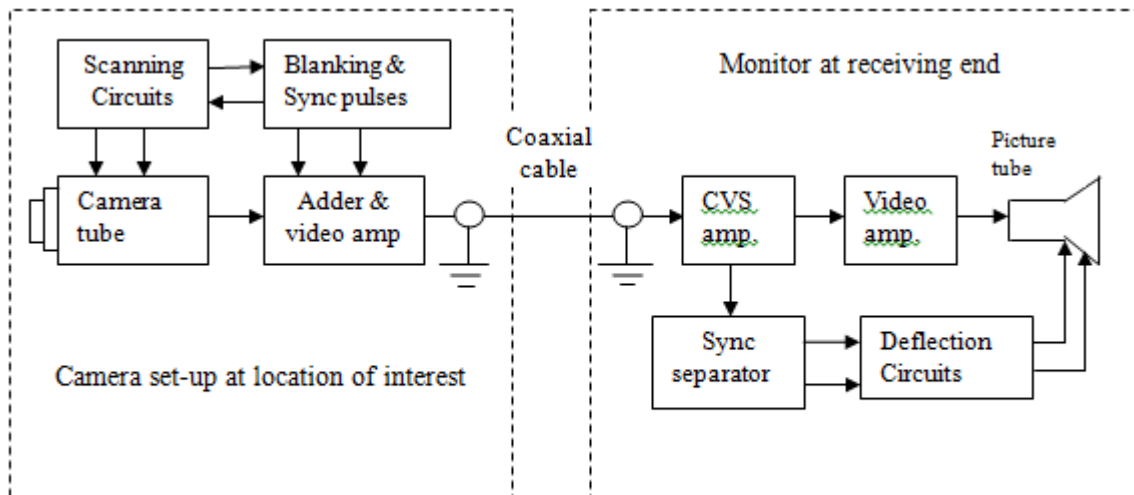 Scanning
Circuits
Blanking &
Sync pulses
Monitor at receiving end
Coaxial
cable
Picture
tube
Camera
tube
Adder &
video amp
CVS
amp.
Video
amp.
Sync
separator
Deflection
Circuits
Camera set-up at location of interest